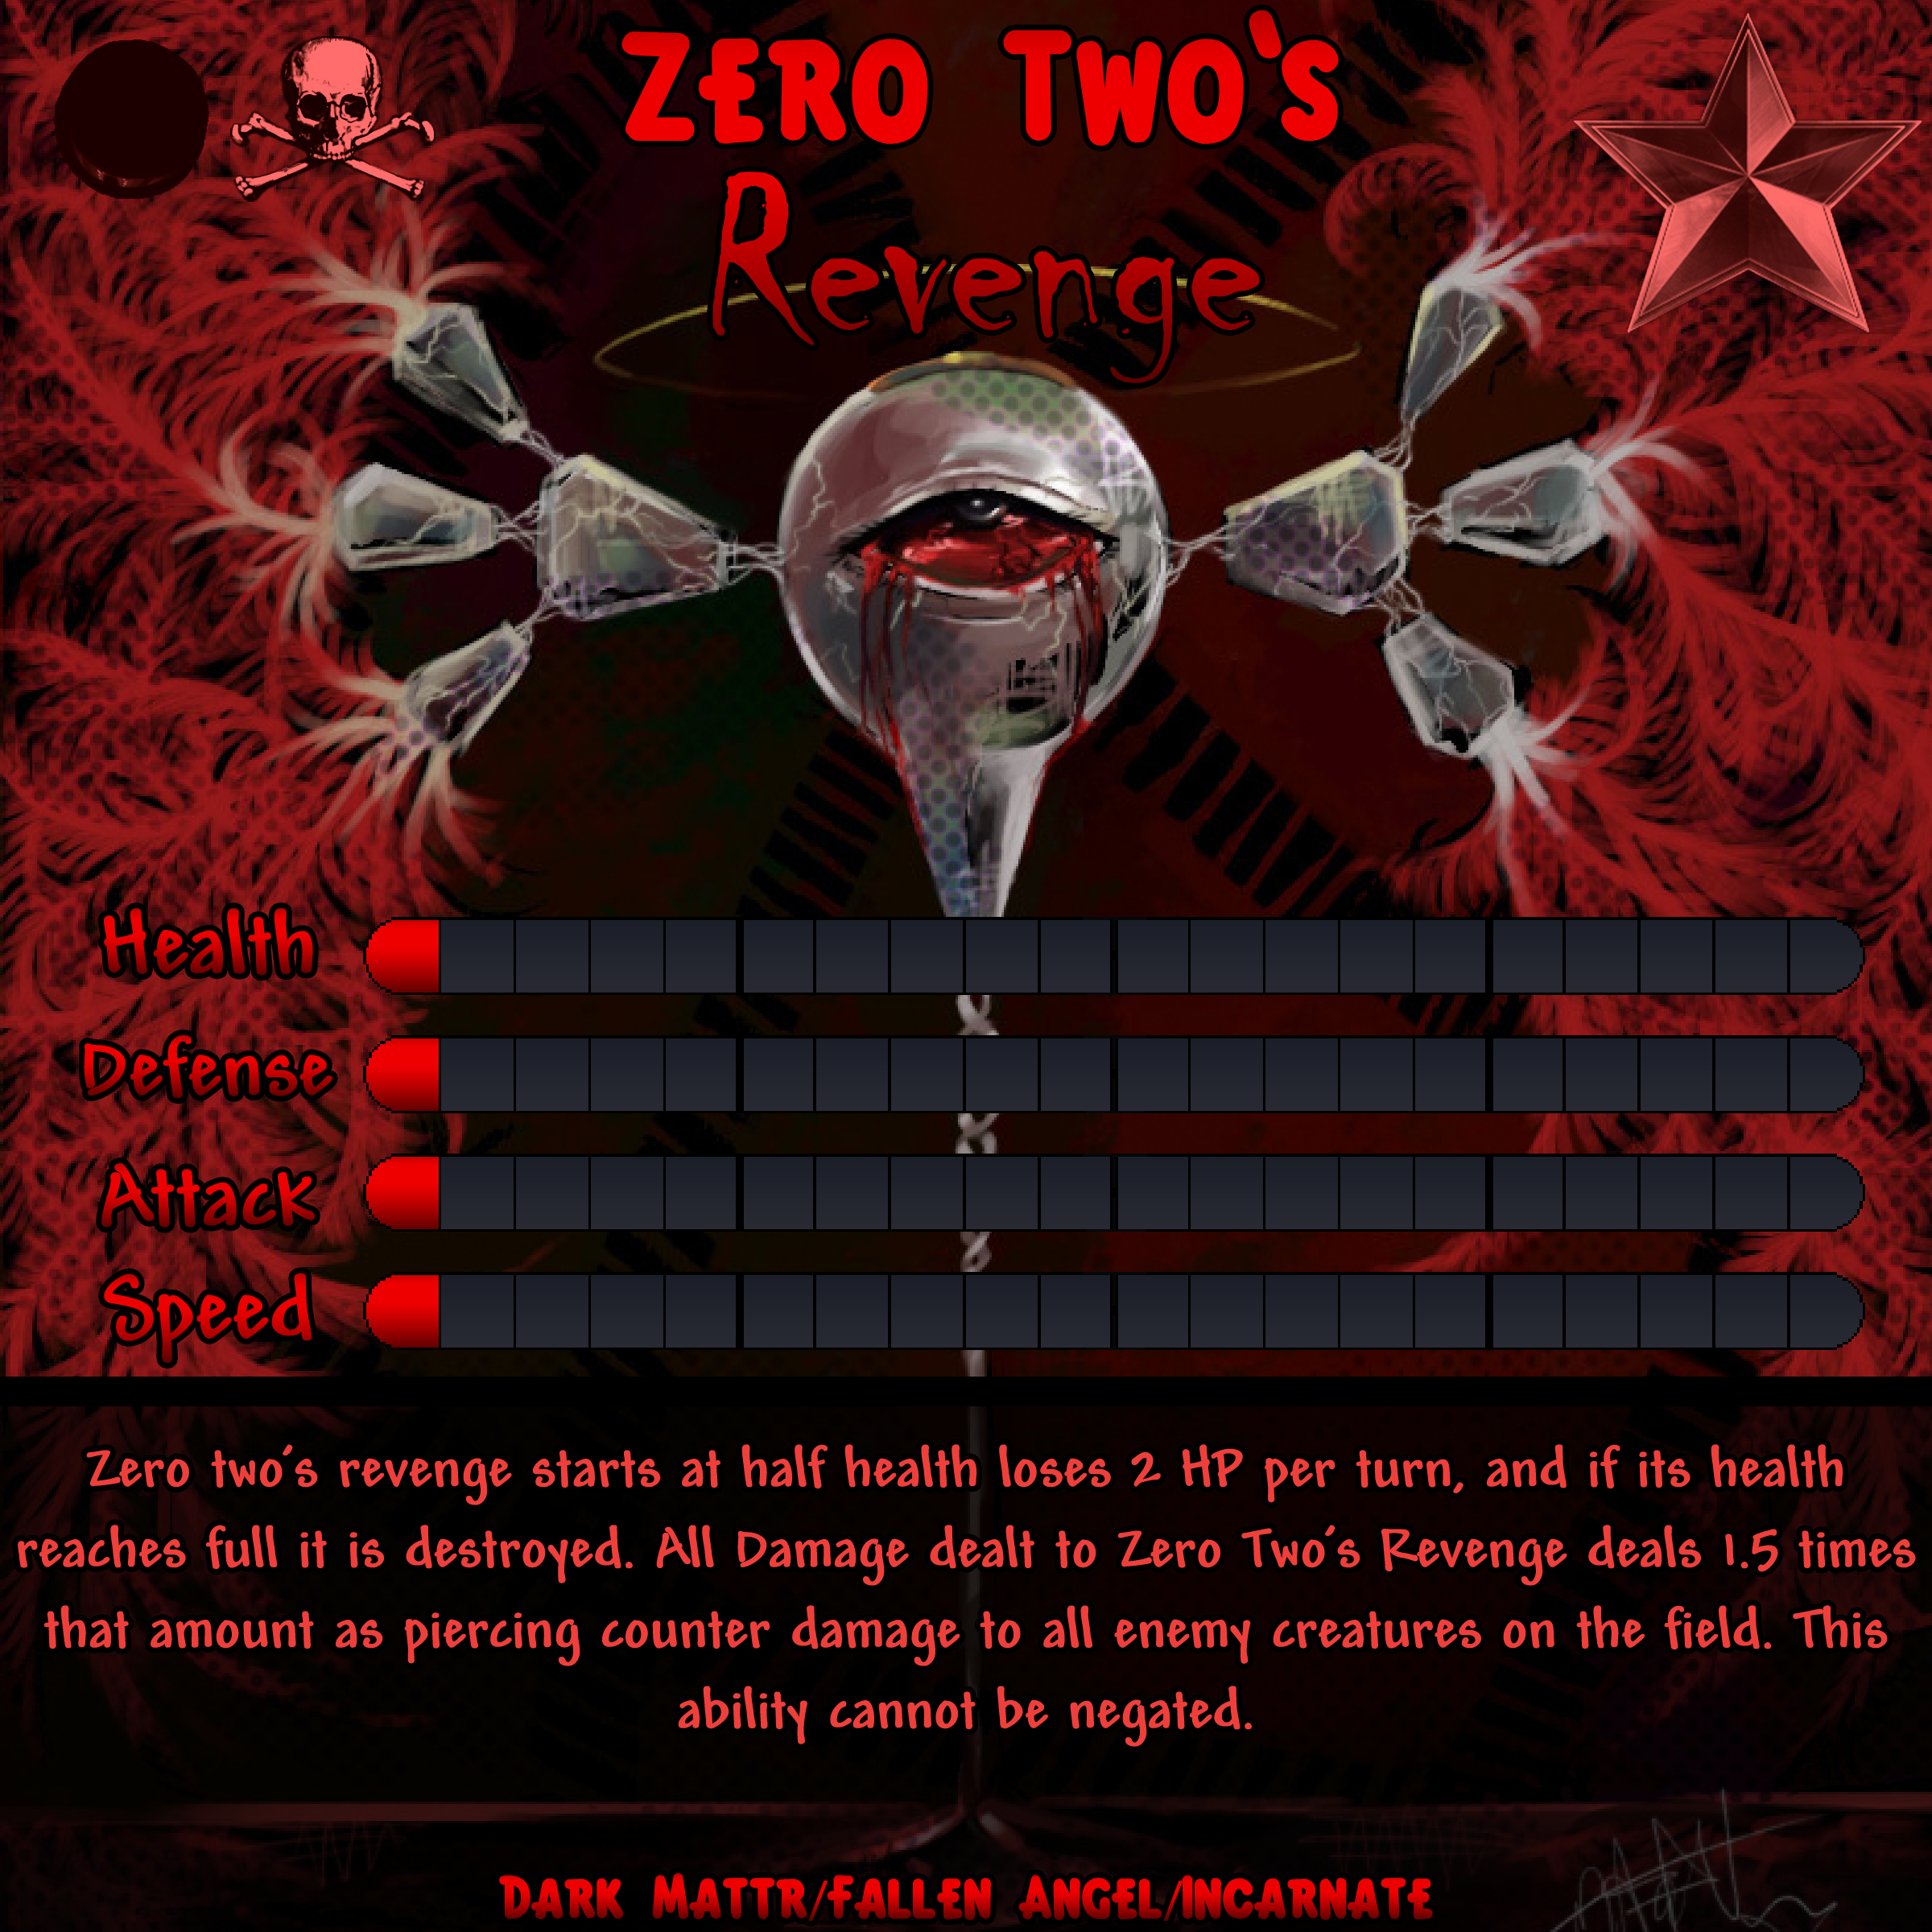 Zero Two's
Revenge
Health
Defense
Attack
Speed
Zero two's revenge starts at half health loses 2 HP per turn, and if its health
reaches full it is destroyed. All Damage dealt to Zero Two's Revenge deals 1.5 times
that amount as piercing counter damage to all enemy creatures on the field. This
ability cannot be negated.
Dark Mattr/Fallen Angel/Incarnate